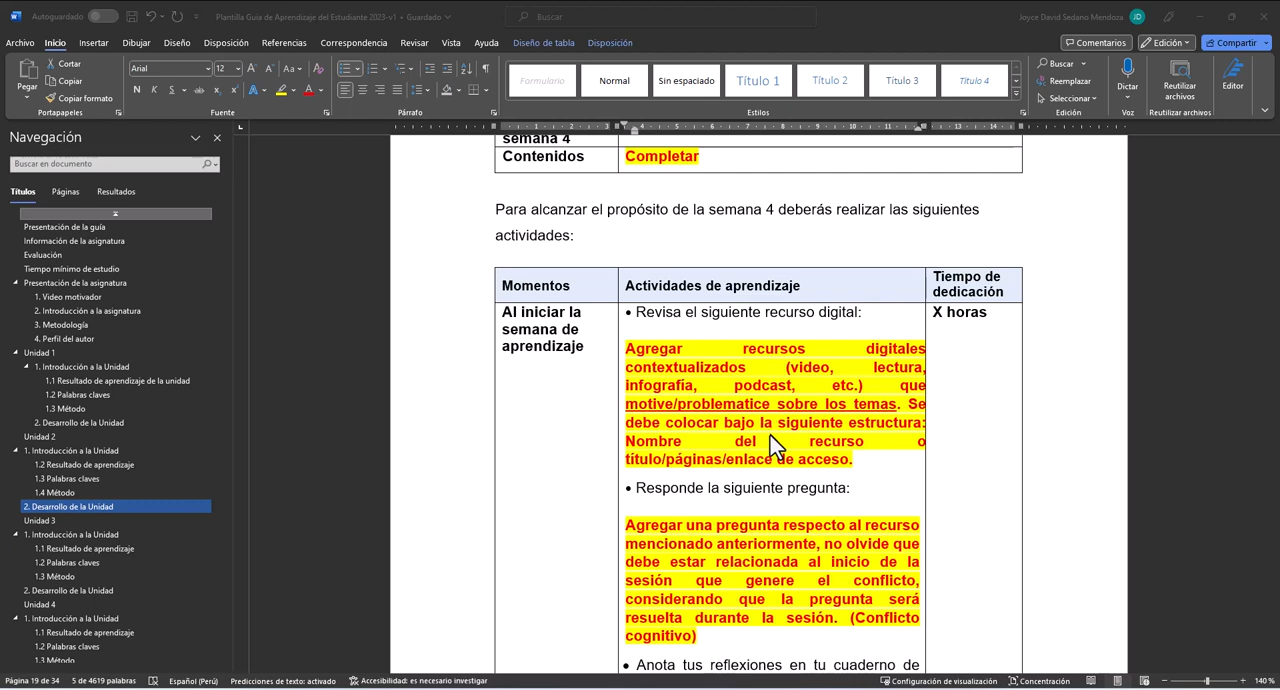 Autoguardado
Plantilla Guia de Aprendizaje del Estudiante 2023-v1 • Guardado
Buscar
Joyce David Sedano Mendoza
JD
Archivo Inicio Insertar Dibujar Diseño Disposición Referencias Correspondencia Revisar Vista Ayuda Diseño de tabla Disposición
Comentarios Edición Compartir
Pegar
Cortar
Copiar
Copiar formato
Portapapeles
Arial 12
N K S
Fuente
Párrafo
Formulario Normal Sin espaciado Título 1 Título 2 Título 3 Título 4
Estilos
Buscar
Reemplazar
Seleccionar
Edición
Dictar
Voz
Reutilizar
archivos
Reutilizar archivos
Editor
Navegación
Buscar en documento
Títulos Páginas Resultados
Presentación de la guía
Información de la asignatura
Evaluación
Tiempo mínimo de estudio
Presentación de la asignatura
1. Video motivador
2. Introducción a la asignatura
3. Metodología
4. Perfil del autor
Unidad 1
1. Introducción a la Unidad
1.1 Resultado de aprendizaje de la unidad
1.2 Palabras claves
1.3 Método
2. Desarrollo de la Unidad
Unidad 2
1. Introducción a la Unidad
1.2 Resultado de aprendizaje
1.3 Palabras claves
1.4 Método
2. Desarrollo de la Unidad
Unidad 3
1. Introducción a la Unidad
1.1 Resultado de aprendizaje
1.2 Palabras claves
1.3 Método
2. Desarrollo de la Unidad
Unidad 4
1. Introducción a la Unidad
1.1 Resultado de aprendizaje
1.2 Palabras claves
1.3 Método
semana 4
Contenidos Completar
Para alcanzar el propósito de la semana 4 deberás realizar las siguientes
actividades:
Momentos
Actividades de aprendizaje
Tiempo de
dedicación
Al iniciar la
semana de
aprendizaje
• Revisa el siguiente recurso digital:
Agregar recursos digitales
contextualizados (video, lectura,
infografía, podcast, etc.) que
motive/problematice sobre los temas. Se
debe colocar bajo la siguiente estructura:
Nombre del recurso o
título/páginas/enlace de acceso.
• Responde la siguiente pregunta:
Agregar una pregunta respecto al recurso
mencionado anteriormente, no olvide que
debe estar relacionada al inicio de la
sesión que genere el conflicto,
considerando que la pregunta será
resuelta durante la sesión. (Conflicto
cognitivo)
• Anota tus reflexiones en tu cuaderno de
X horas
Página 19 de 34 5 de 4619 palabras Español (Perú) Predicciones de texto: activado Accesibilidad: es necesario investigar
Configuración de visualización Concentración 140 %